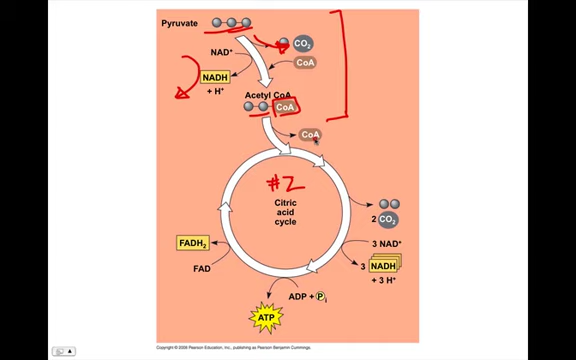 Pyruvate
CO₂
NAD⁺
CoA
NADH
+ H⁺
Acetyl CoA
CoA
CoA
#2
Citric
acid
cycle
2 CO₂
FADH₂
3 NAD⁺
3 NADH
FAD
+ 3 H⁺
ADP + Pᵢ
ATP
Copyright © 2008 Pearson Education, Inc., publishing as Pearson Benjamin Cummings.